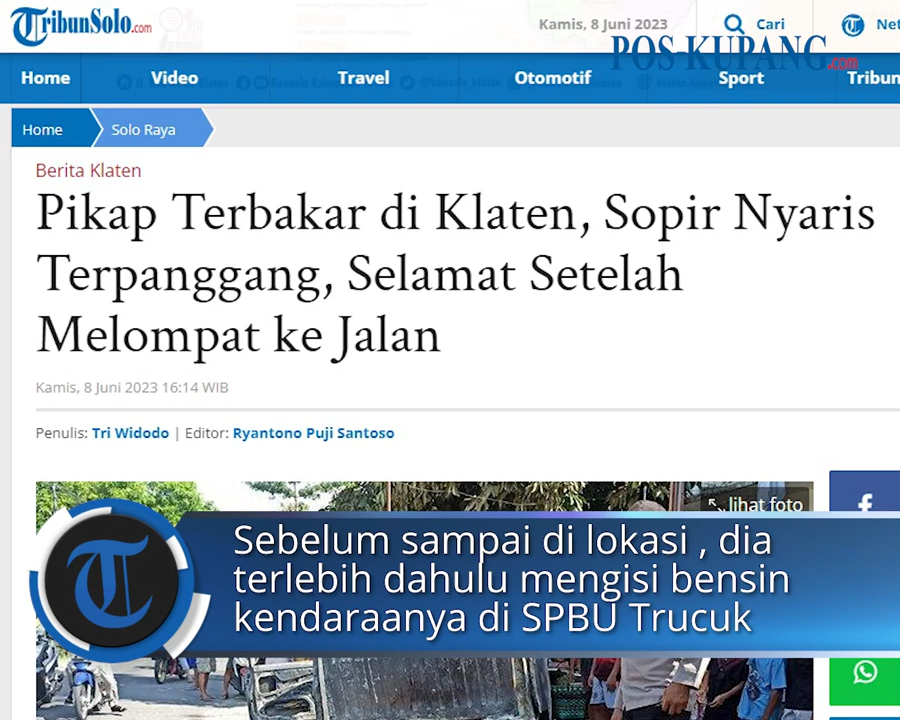 TribunSolo.com
Kamis, 8 Juni 2023
Cari
Net
POS-KUPANG.com
Home
Video
Travel
Otomotif
Sport
Tribun
Home
Solo Raya
Berita Klaten
Pikap Terbakar di Klaten, Sopir Nyaris
Terpanggang, Selamat Setelah
Melompat ke Jalan
Kamis, 8 Juni 2023 16:14 WIB
Penulis: Tri Widodo | Editor: Ryantono Puji Santoso
lihat foto
Sebelum sampai di lokasi , dia
terlebih dahulu mengisi bensin
kendaraanya di SPBU Trucuk